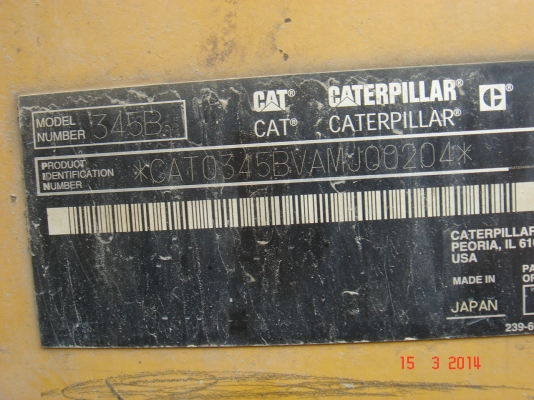 CAT® CATERPILLAR® C
CAT® CATERPILLAR®
MODEL NUMBER 345B
PRODUCT IDENTIFICATION NUMBER *CAT0345BVAMJ00204*
CATERPILLAR
PEORIA, IL
USA
MADE IN
JAPAN
15 3 2014